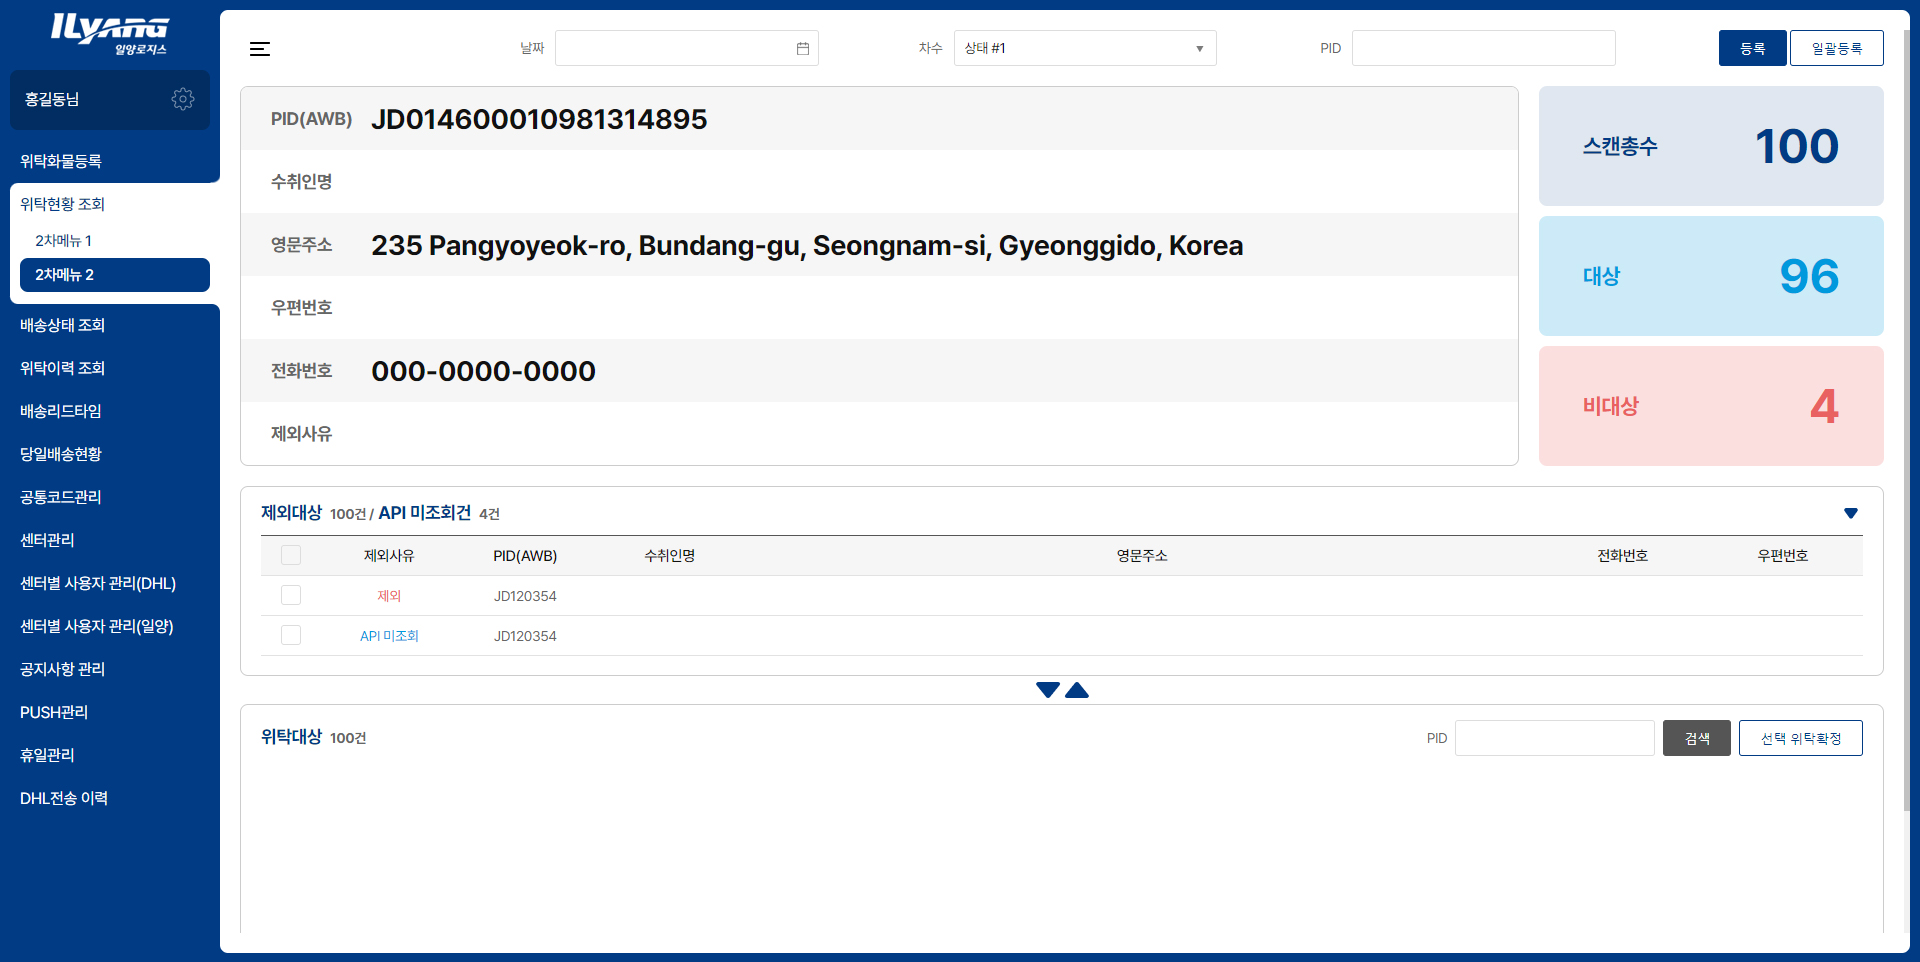 ILYANG
일양로지스
홍길동님
위탁화물등록
위탁현황 조회
2차메뉴 1
2차메뉴 2
배송상태 조회
위탁이력 조회
배송리드타임
당일배송현황
공통코드관리
센터관리
센터별 사용자 관리(DHL)
센터별 사용자 관리(일양)
공지사항 관리
PUSH관리
휴일관리
DHL전송 이력
날짜
차수 상태 #1
PID
등록 일괄등록
PID(AWB) JD014600010981314895
수취인명
영문주소 235 Pangyoyeok-ro, Bundang-gu, Seongnam-si, Gyeonggido, Korea
우편번호
전화번호 000-0000-0000
제외사유
스캔총수 100
대상 96
비대상 4
제외대상 100건 / API 미조회건 4건
제외사유 PID(AWB) 수취인명 영문주소 전화번호 우편번호
제외 JD120354
API 미조회 JD120354
위탁대상 100건
PID 검색 선택 위탁확정